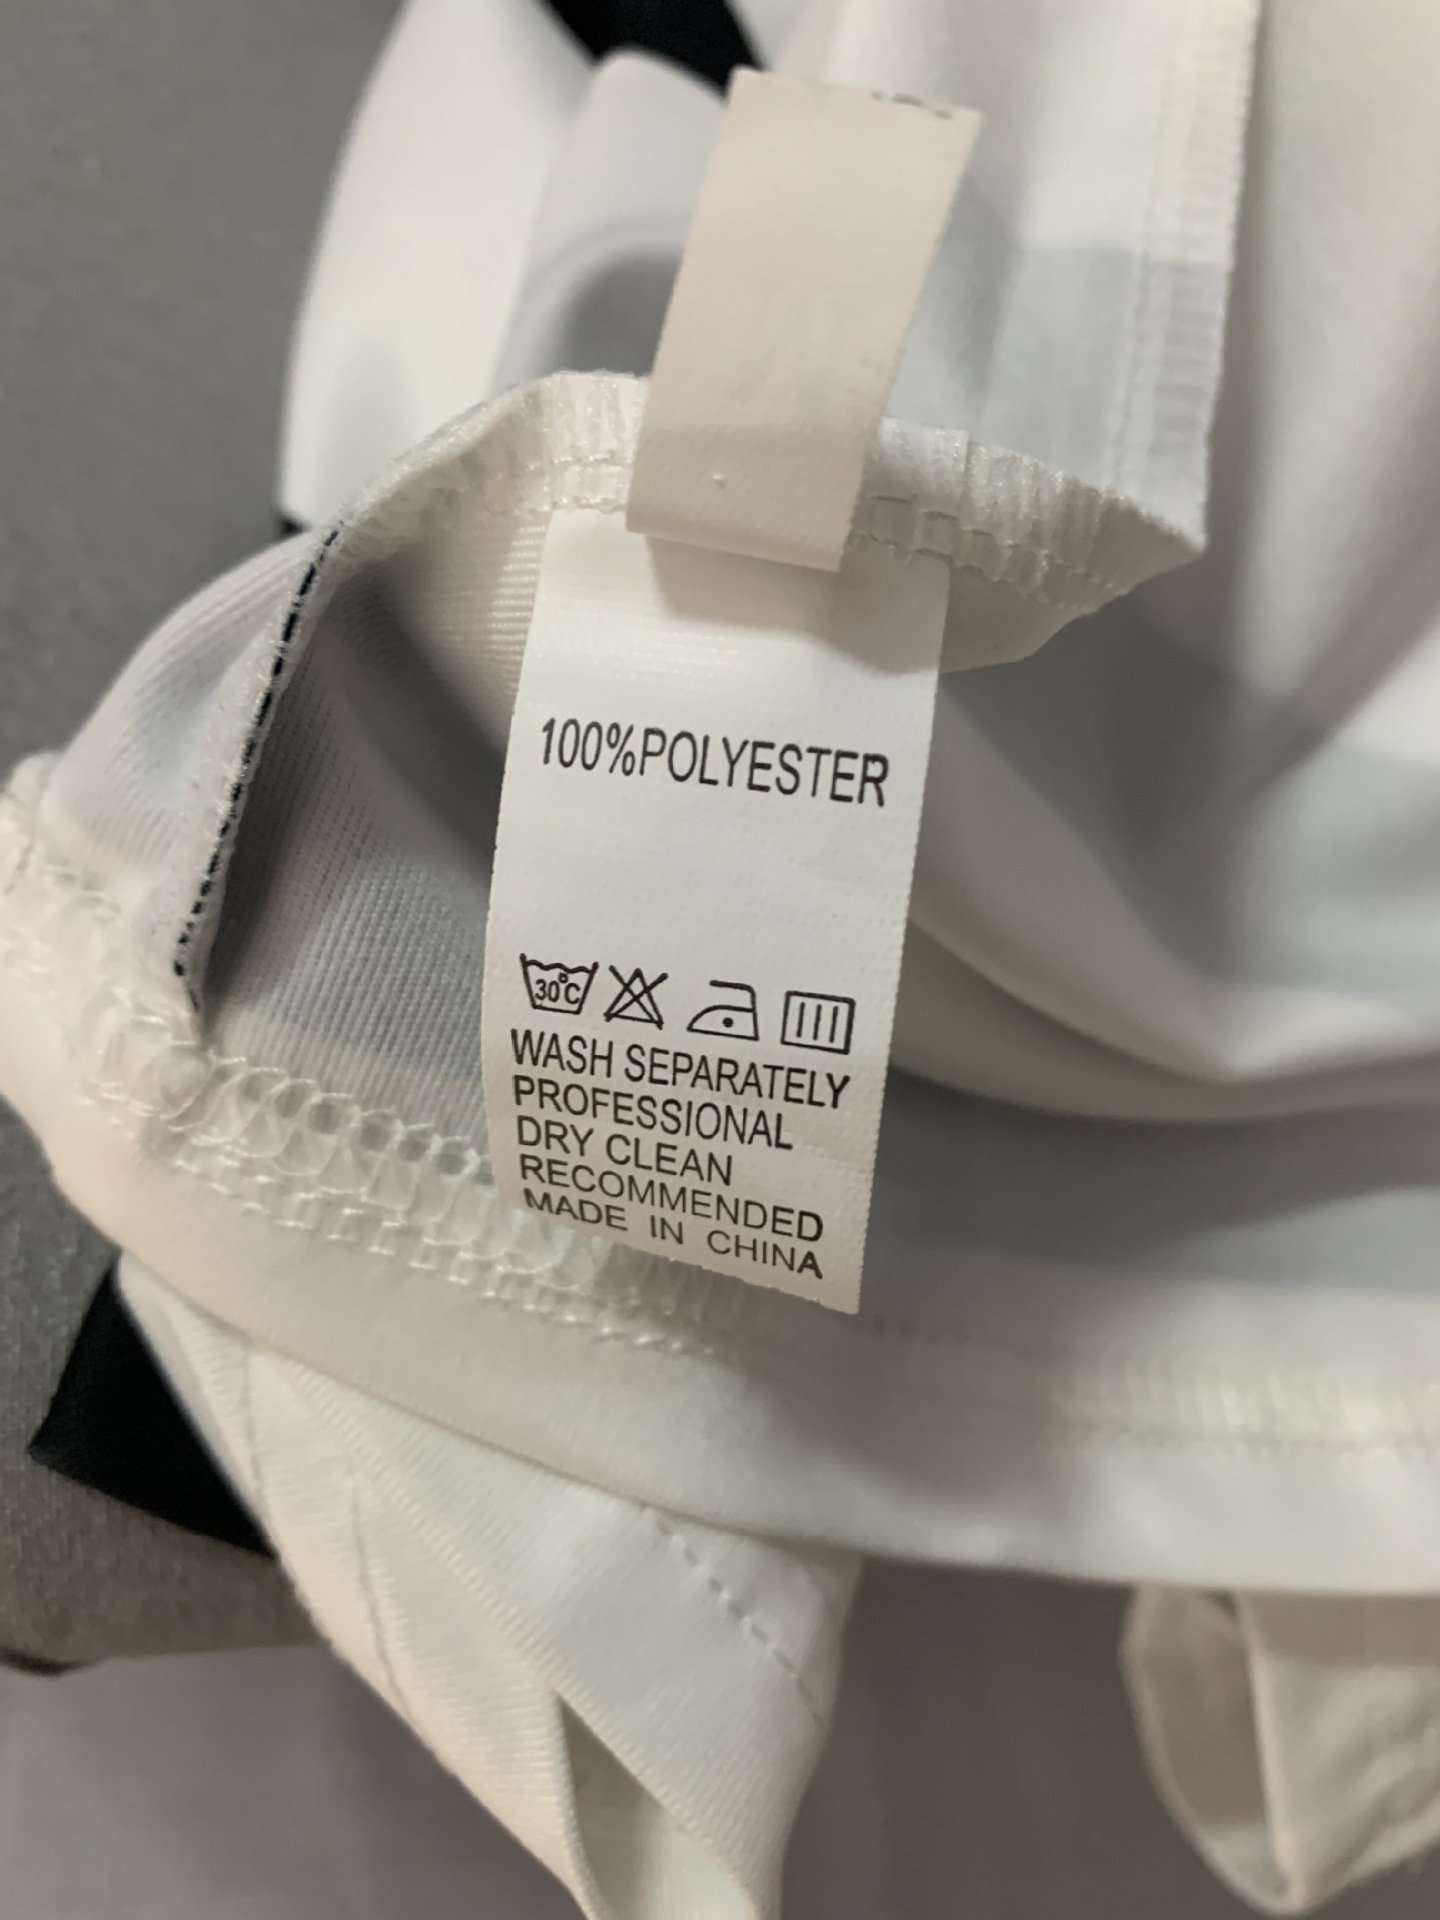 100%POLYESTER
30°C
WASH SEPARATELY
PROFESSIONAL
DRY CLEAN
RECOMMENDED
MADE IN CHINA